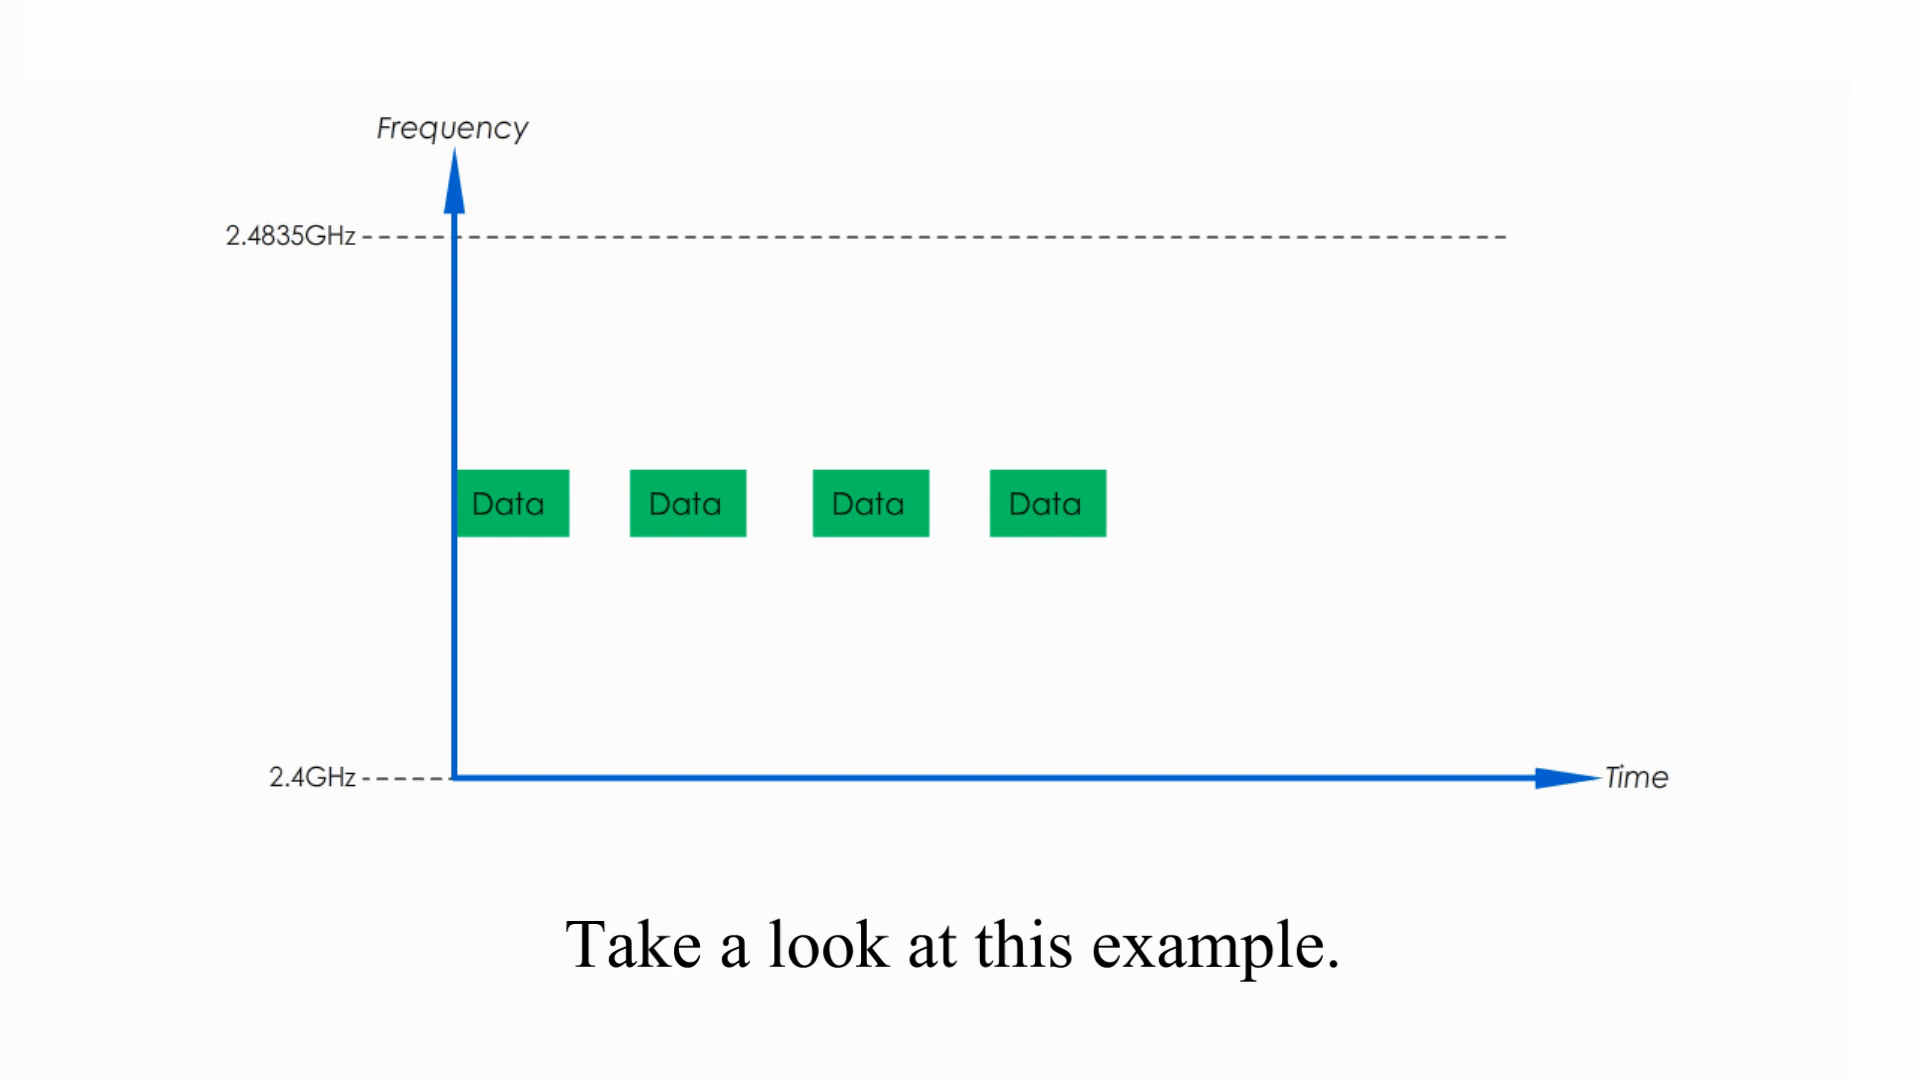 Frequency
2.4835GHz
Data Data Data Data
2.4GHz
Time
Take a look at this example.